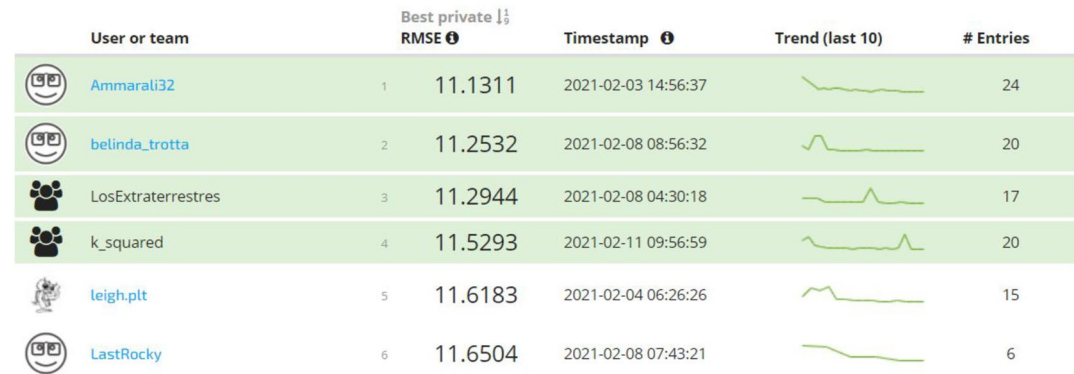 Best private
User or team RMSE Timestamp Trend (last 10) # Entries
Ammarali32 1 11.1311 2021-02-03 14:56:37 24
belinda_trotta 2 11.2532 2021-02-08 08:56:32 20
LosExtraterrestres 3 11.2944 2021-02-08 04:30:18 17
k_squared 4 11.5293 2021-02-11 09:56:59 20
leigh.plt 5 11.6183 2021-02-04 06:26:26 15
LastRocky 6 11.6504 2021-02-08 07:43:21 6